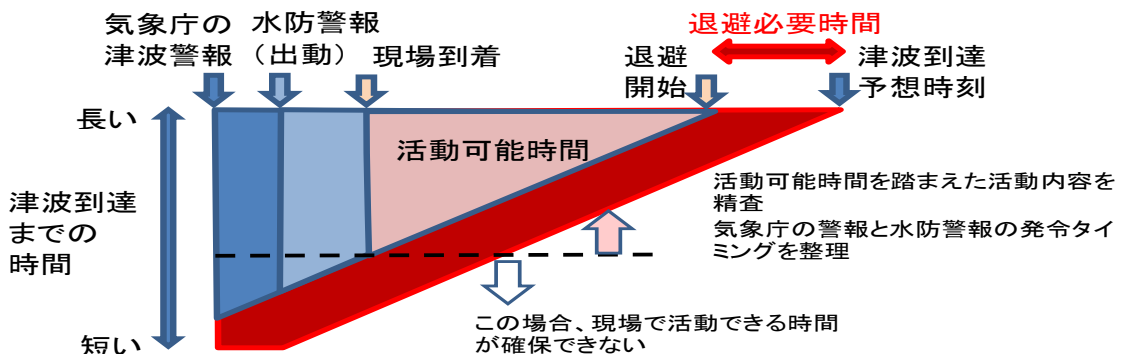 気象庁の
津波警報
水防警報
（出動）
現場到着
退避
開始
退避必要時間
津波到達
予想時刻
長い
活動可能時間
津波到達
までの
時間
活動可能時間を踏まえた活動内容を
精査
気象庁の警報と水防警報の発令タイ
ミングを整理
この場合、現場で活動できる時間
が確保できない
短い